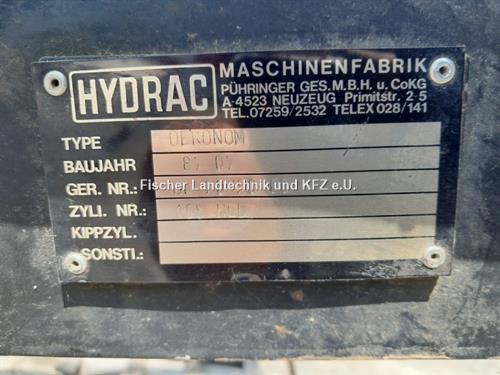 HYDRAC MASCHINENFABRIK
PÜHRINGER GES.M.B.H. u.CoKG
A-4523 NEUZEUG Primitstr. 2-5
TEL.07259/2532 TELEX 028/141
TYPE OEKONOM
BAUJAHR
GER. NR.:
Fischer Landtechnik und KFZ e.U.
ZYLI. NR.:
KIPPZYL.
SONSTI.: